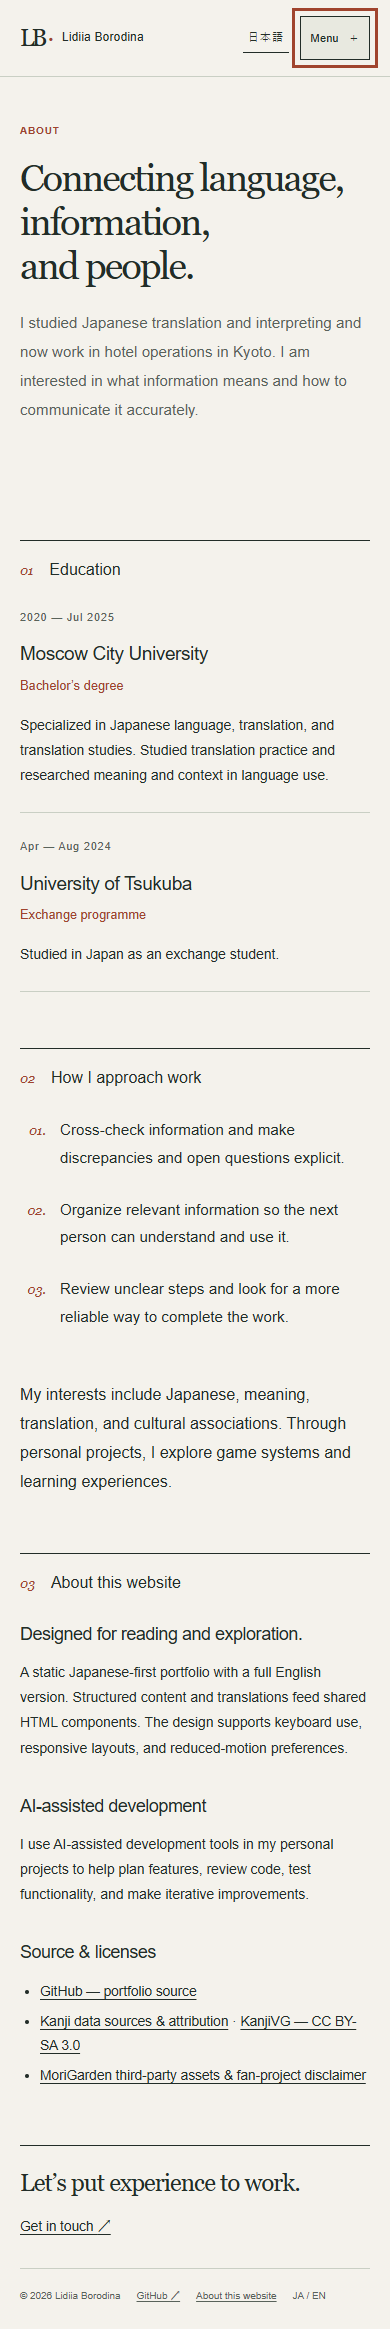 LB. Lidiia Borodina 日本語 Menu +
ABOUT
Connecting language,
information,
and people.
I studied Japanese translation and interpreting and
now work in hotel operations in Kyoto. I am
interested in what information means and how to
communicate it accurately.
01 Education
2020 — Jul 2025
Moscow City University
Bachelor’s degree
Specialized in Japanese language, translation, and
translation studies. Studied translation practice and
researched meaning and context in language use.
Apr — Aug 2024
University of Tsukuba
Exchange programme
Studied in Japan as an exchange student.
02 How I approach work
01. Cross-check information and make
discrepancies and open questions explicit.
02. Organize relevant information so the next
person can understand and use it.
03. Review unclear steps and look for a more
reliable way to complete the work.
My interests include Japanese, meaning,
translation, and cultural associations. Through
personal projects, I explore game systems and
learning experiences.
03 About this website
Designed for reading and exploration.
A static Japanese-first portfolio with a full English
version. Structured content and translations feed shared
HTML components. The design supports keyboard use,
responsive layouts, and reduced-motion preferences.
AI-assisted development
I use AI-assisted development tools in my personal
projects to help plan features, review code, test
functionality, and make iterative improvements.
Source & licenses
• GitHub — portfolio source
• Kanji data sources & attribution · KanjiVG — CC BY-
SA 3.0
• MoriGarden third-party assets & fan-project disclaimer
Let’s put experience to work.
Get in touch ↗
© 2026 Lidiia Borodina GitHub ↗ About this website JA / EN